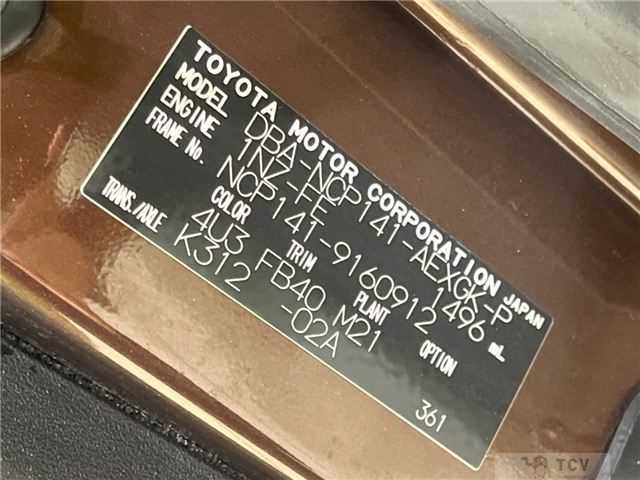 TOYOTA MOTOR CORPORATION JAPAN
MODEL DBA-NCP141-AEXGK-P
ENGINE 1NZ-FE 1496 mL
FRAME No. NCP141-9160912
COLOR TRIM PLANT OPTION
4U3 FB40 M21
TRANS./AXLE K312 -02A
361
TCV